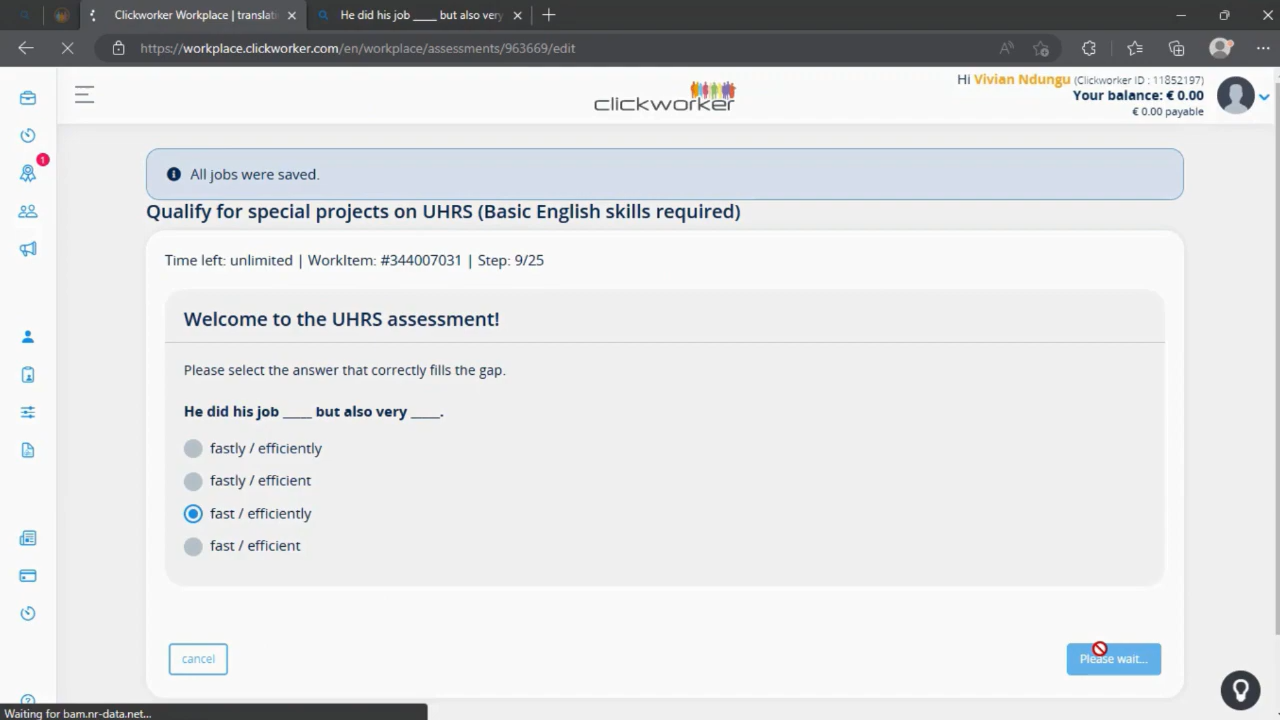 Clickworker Workplace | translat
He did his job ____ but also very
https://workplace.clickworker.com/en/workplace/assessments/963669/edit
Hi Vivian Ndungu (Clickworker ID : 11852197)
Your balance: € 0.00
€ 0.00 payable
clickworker
1
All jobs were saved.
Qualify for special projects on UHRS (Basic English skills required)
Time left: unlimited | WorkItem: #344007031 | Step: 9/25
Welcome to the UHRS assessment!
Please select the answer that correctly fills the gap.
He did his job ____ but also very ____.
fastly / efficiently
fastly / efficient
fast / efficiently
fast / efficient
cancel
Please wait...
Waiting for bam.nr-data.net...